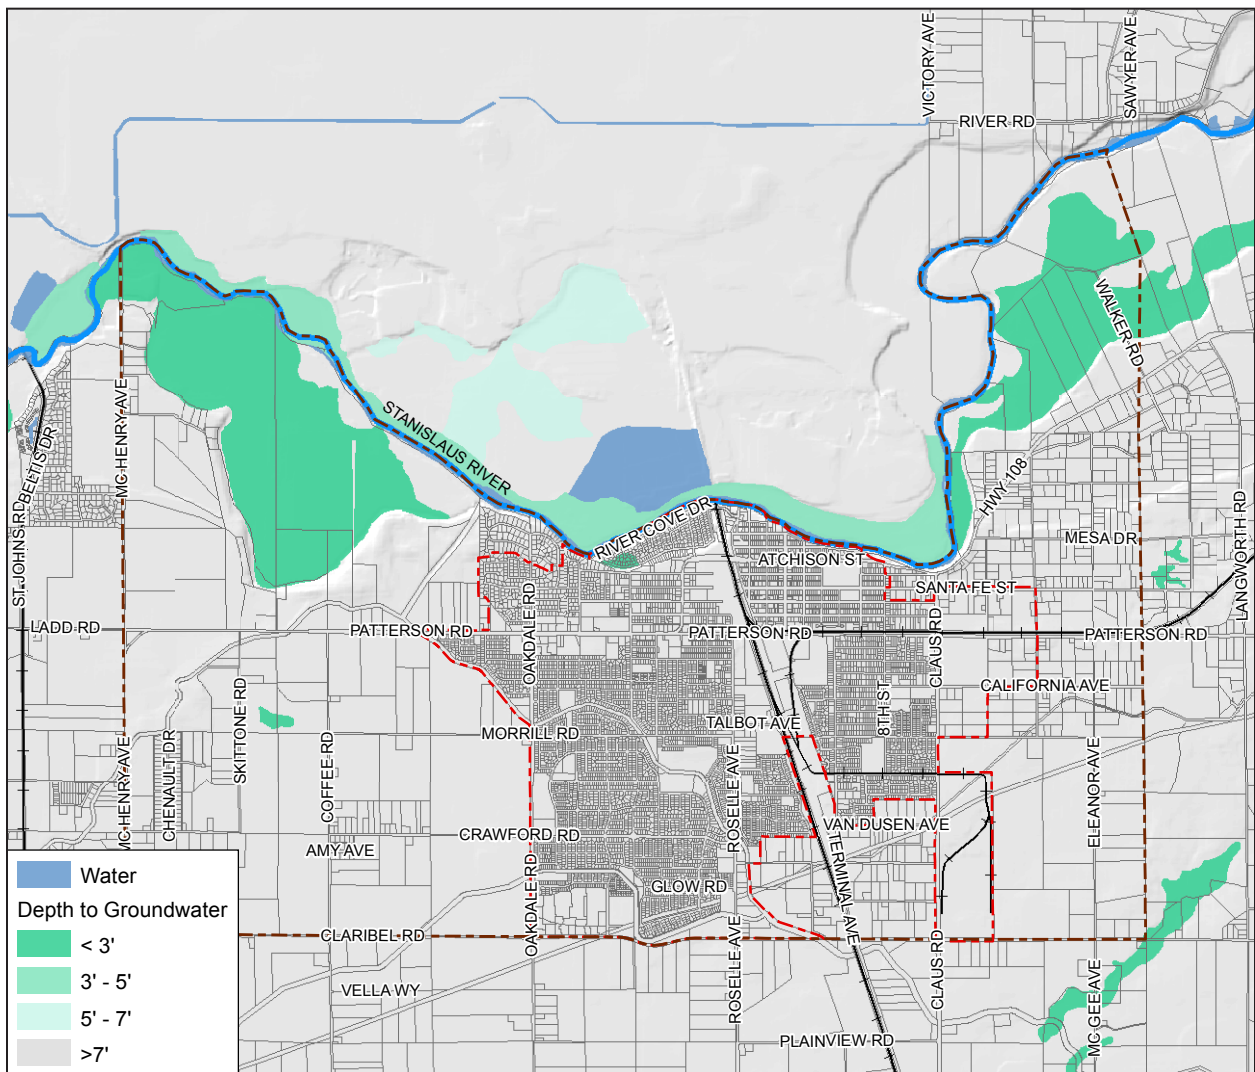 VICTORY AVE
SAWYER AVE
RIVER RD
WALKER RD
MC HENRY AVE
STANISLAUS RIVER
BELTIS DR
ST JOHNS RD
HWY 108
RIVER COVE DR
MESA DR
LANGWORTH RD
ATCHISON ST
SANTA FE ST
OAKDALE RD
LADD RD
PATTERSON RD
PATTERSON RD
PATTERSON RD
CLAUS RD
CALIFORNIA AVE
SKITTONE RD
8TH ST
TALBOT AVE
MORRILL RD
MC HENRY AVE
CHENAULT DR
COFFEE RD
ROSELLE AVE
ELEANOR AVE
CRAWFORD RD
VAN DUSEN AVE
AMY AVE
TERMINAL AVE
GLOW RD
OAKDALE RD
CLARIBEL RD
ROSELLE AVE
CLAUS RD
VELLA WY
MC GEE AVE
PLAINVIEW RD
Water
Depth to Groundwater
< 3'
3' - 5'
5' - 7'
>7'